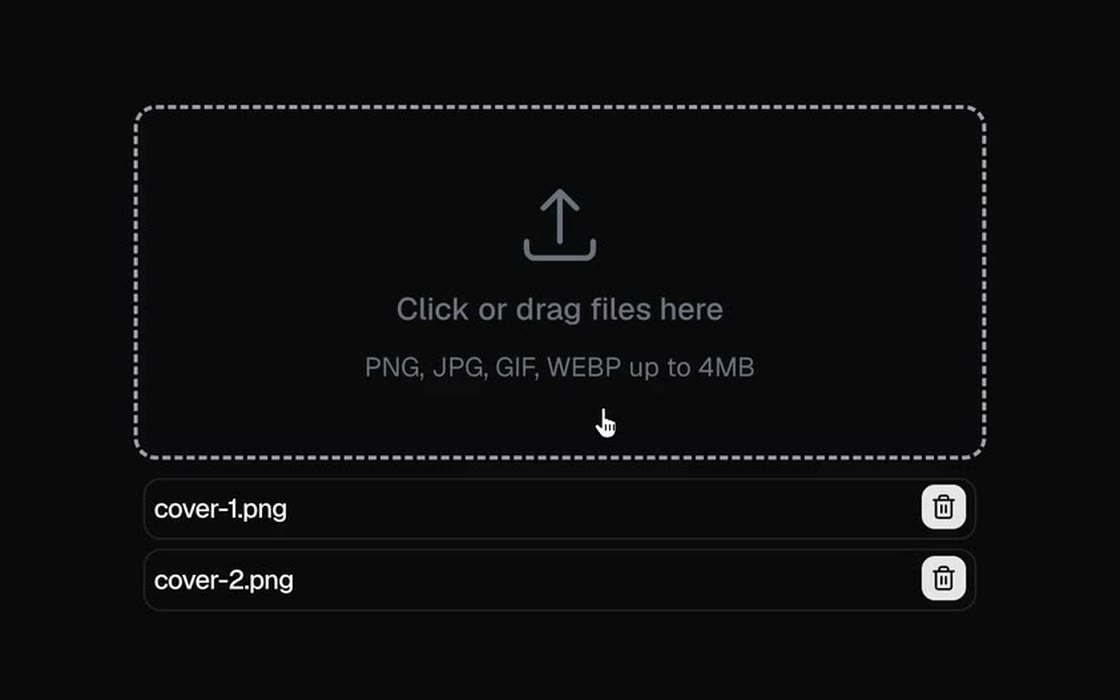 Click or drag files here
PNG, JPG, GIF, WEBP up to 4MB
cover-1.png
cover-2.png